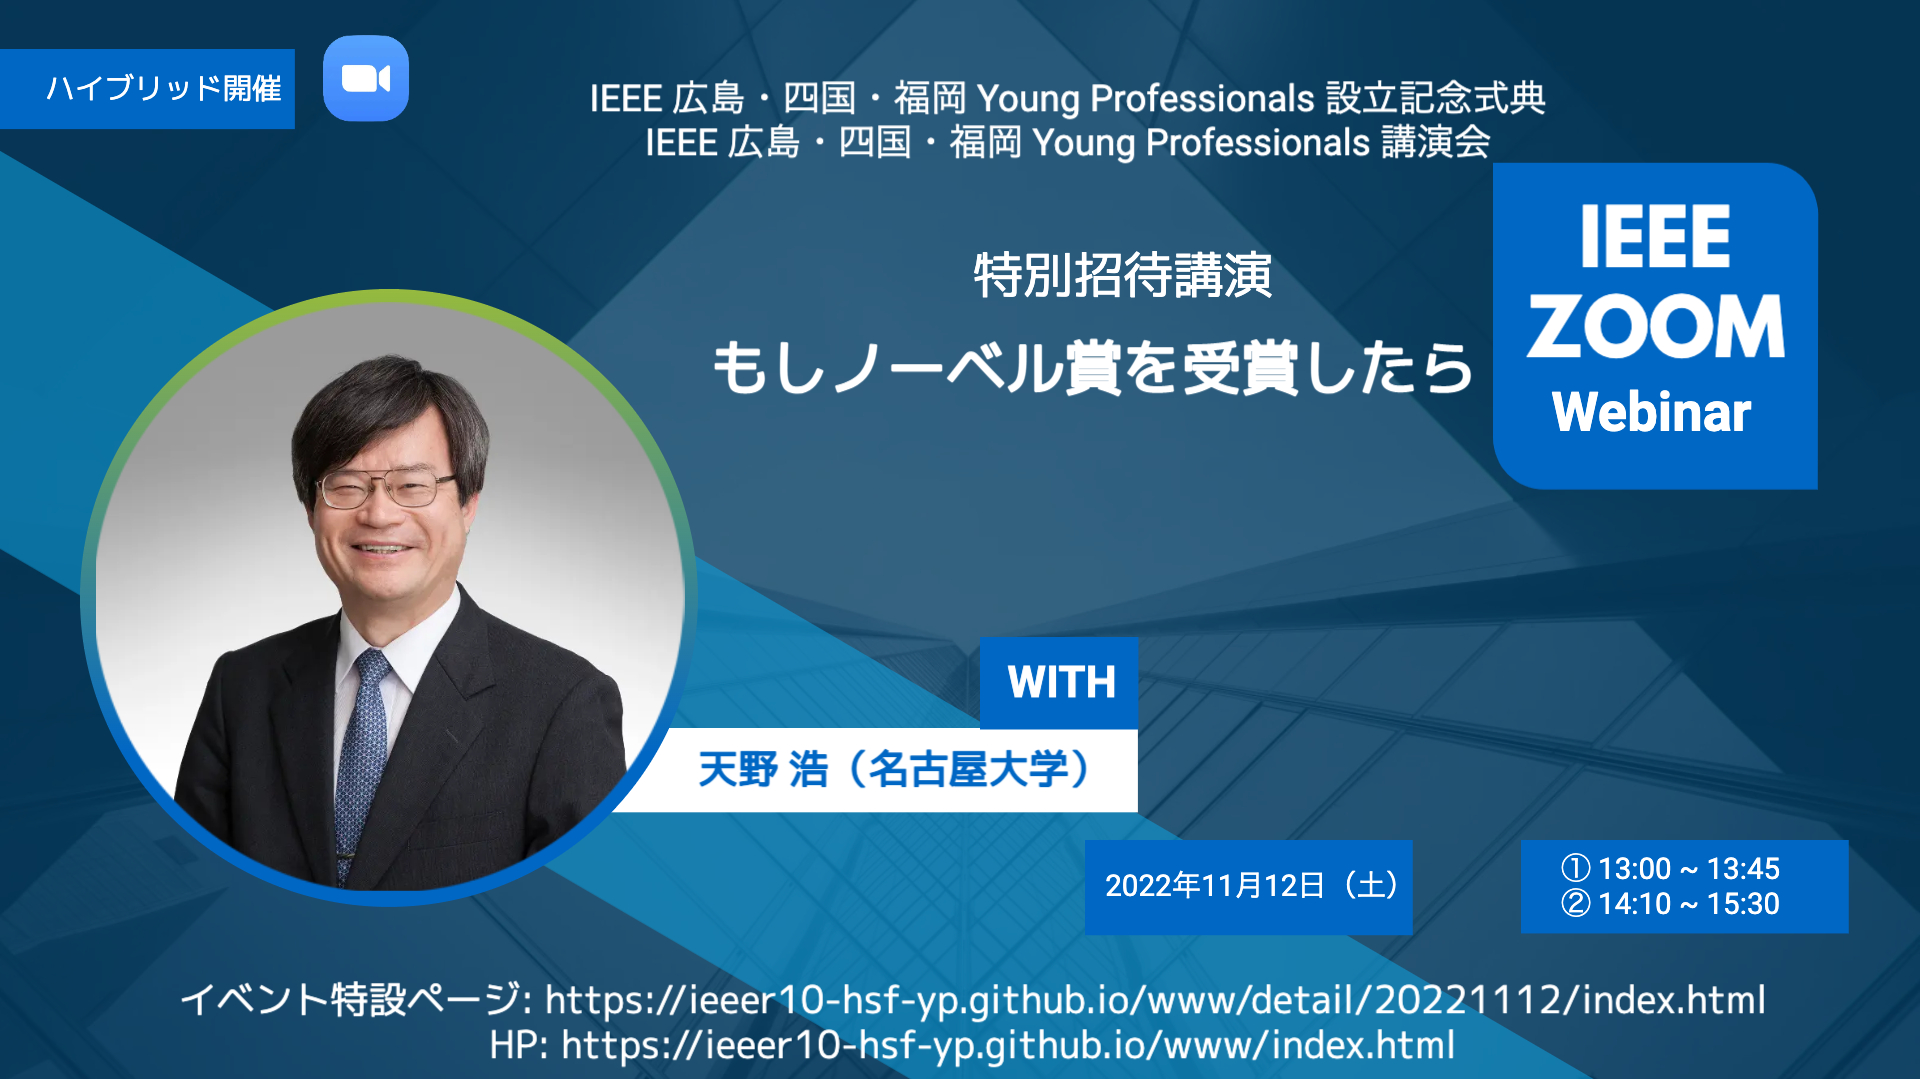 ハイブリッド開催
IEEE 広島・四国・福岡 Young Professionals 設立記念式典
IEEE 広島・四国・福岡 Young Professionals 講演会
特別招待講演
もしノーベル賞を受賞したら
IEEE
ZOOM
Webinar
WITH
天野 浩（名古屋大学）
2022年11月12日（土）
① 13:00 ~ 13:45
② 14:10 ~ 15:30
イベント特設ページ: https://ieeer10-hsf-yp.github.io/www/detail/20221112/index.html
HP: https://ieeer10-hsf-yp.github.io/www/index.html